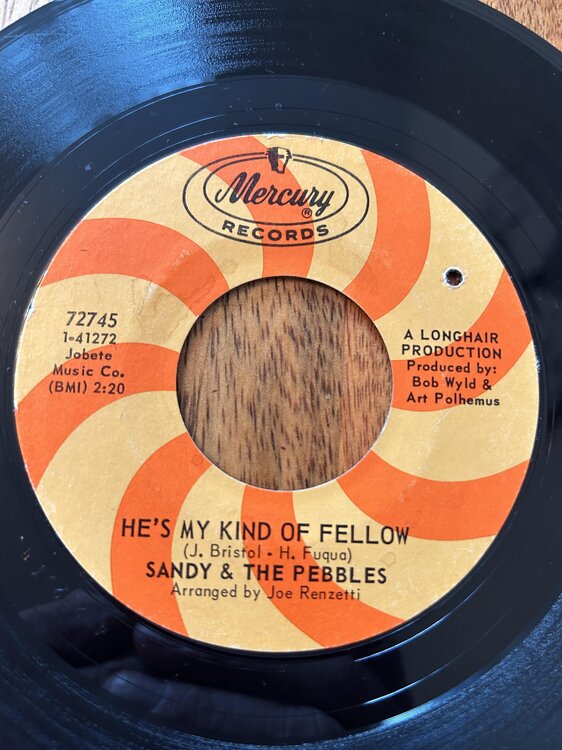 Mercury
®
RECORDS
72745
1-41272
Jobete
Music Co.
(BMI) 2:20
A LONGHAIR
PRODUCTION
Produced by:
Bob Wyld &
Art Polhemus
HE'S MY KIND OF FELLOW
(J. Bristol - H. Fuqua)
SANDY & THE PEBBLES
Arranged by Joe Renzetti